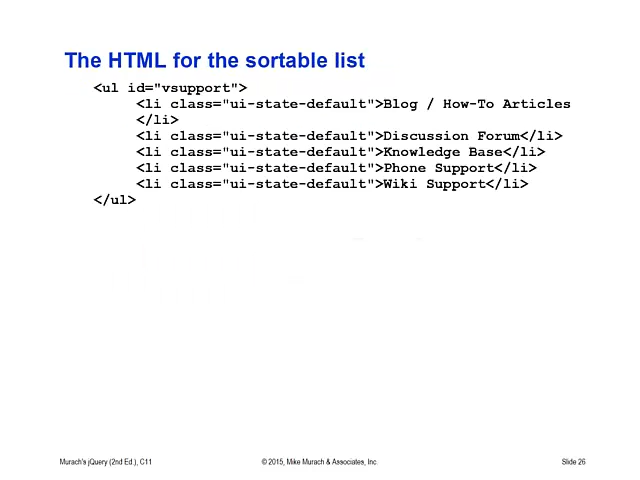 The HTML for the sortable list
<ul id="vsupport">
<li class="ui-state-default">Blog / How-To Articles
</li>
<li class="ui-state-default">Discussion Forum</li>
<li class="ui-state-default">Knowledge Base</li>
<li class="ui-state-default">Phone Support</li>
<li class="ui-state-default">Wiki Support</li>
</ul>
Murach's jQuery (2nd Ed.), C11
© 2015, Mike Murach & Associates, Inc.
Slide 26